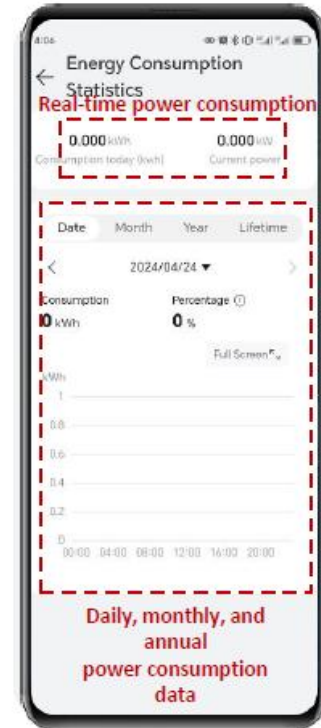 4:04
Energy Consumption
Statistics
Real-time power consumption
0.000 kWh 0.000 kW
Consumption today (kwh) Current power
Date Month Year Lifetime
< 2024/04/24 ▼ >
Consumption Percentage
0 kWh 0 %
Full Screen
kWh
1
0.8
0.6
0.4
0.2
0
00:00 04:00 08:00 12:00 16:00 20:00
Daily, monthly, and
annual
power consumption
data